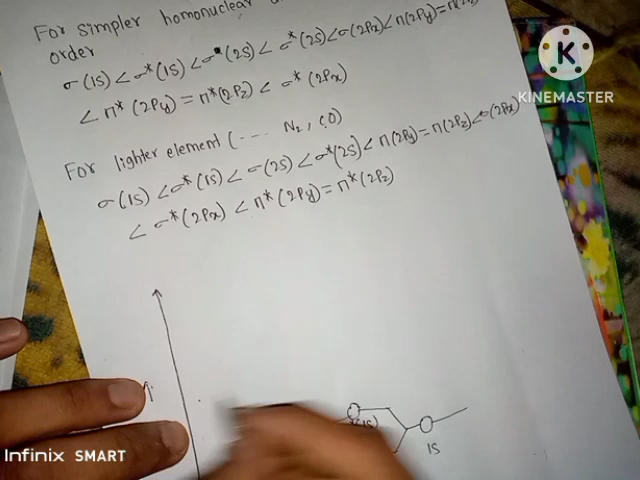 For simpler homonuclear
order
σ(1S) < σ*(1S) < σ*(2S) < σ*(2S) < σ(2Px) < π(2Py) =
< π*(2Py) = π*(2Pz) < σ*(2Px)
For lighter element (---- N₂, CO)
σ(1S) < σ*(1S) < σ(2S) < σ*(2S) < π(2Py) = π(2Pz) < σ(2Px)
< σ*(2Px) < π*(2Py) = π*(2Pz)
1S
KINEMASTER
Infinix SMART